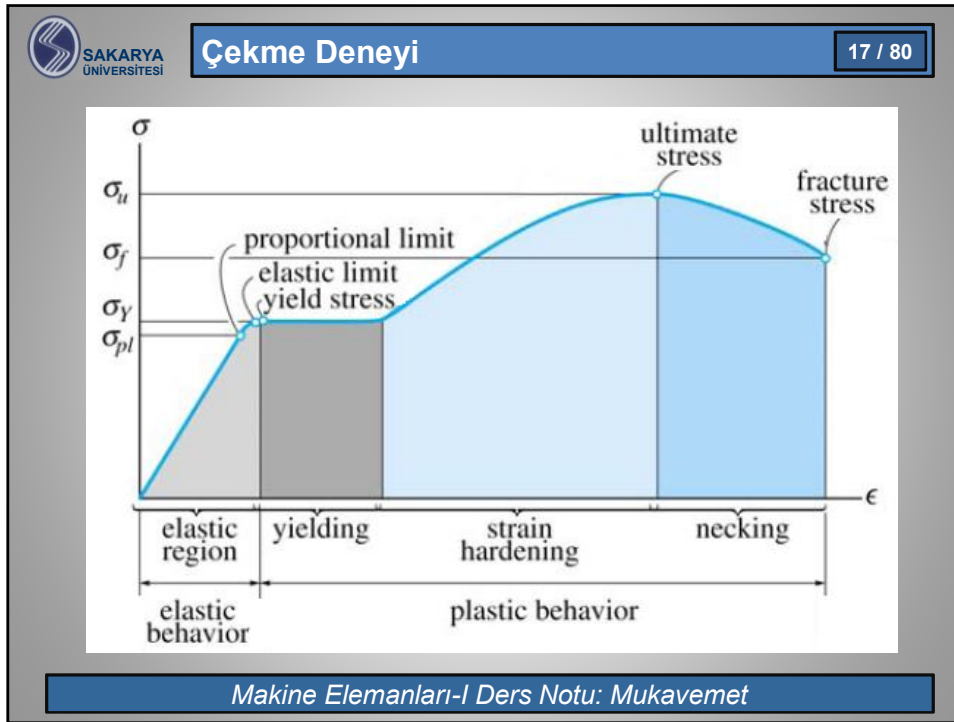 SAKARYA
ÜNİVERSİTESİ
Çekme Deneyi
17 / 80
σ
ultimate
stress
σu
fracture
stress
proportional limit
σf
elastic limit
yield stress
σY
σpl
ϵ
elastic
region
yielding
strain
hardening
necking
elastic
behavior
plastic behavior
Makine Elemanları-I Ders Notu: Mukavemet